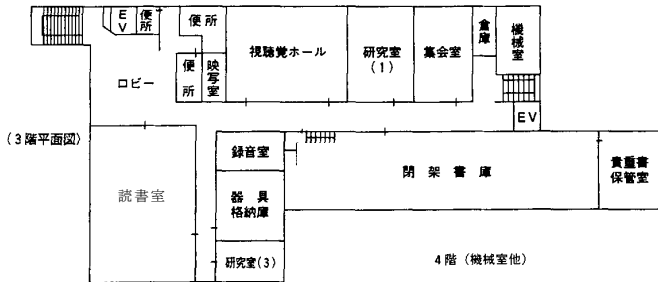 EV
便所
便所
便所
映写室
視聴覚ホール
研究室
(1)
集会室
倉庫
機械室
ロビー
EV
(3階平面図)
録音室
閉架書庫
貴重書
保管室
読書室
器具
格納庫
研究室(3)
4階(機械室他)